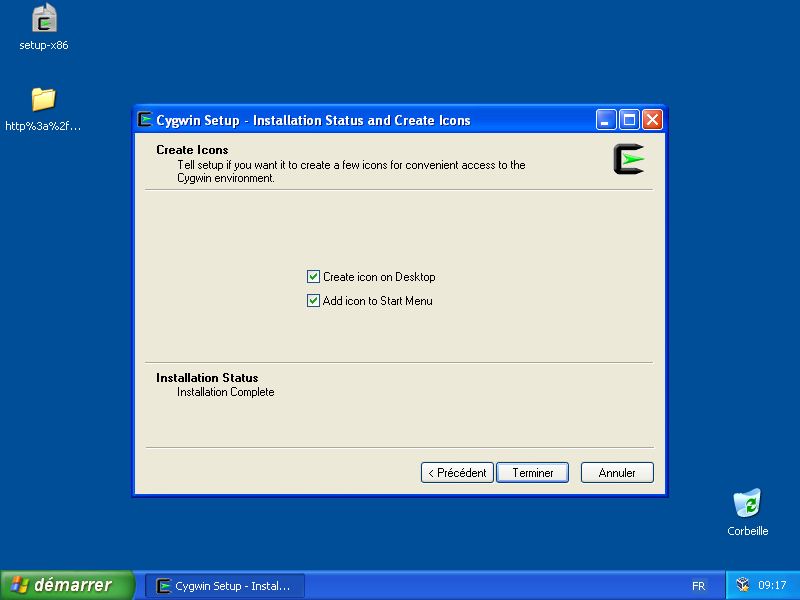 setup-x86
http%3a%2f...
Cygwin Setup - Installation Status and Create Icons
Create Icons
Tell setup if you want it to create a few icons for convenient access to the
Cygwin environment.
Create icon on Desktop
Add icon to Start Menu
Installation Status
Installation Complete
< Précédent
Terminer
Annuler
Corbeille
démarrer
Cygwin Setup - Instal...
FR
09:17